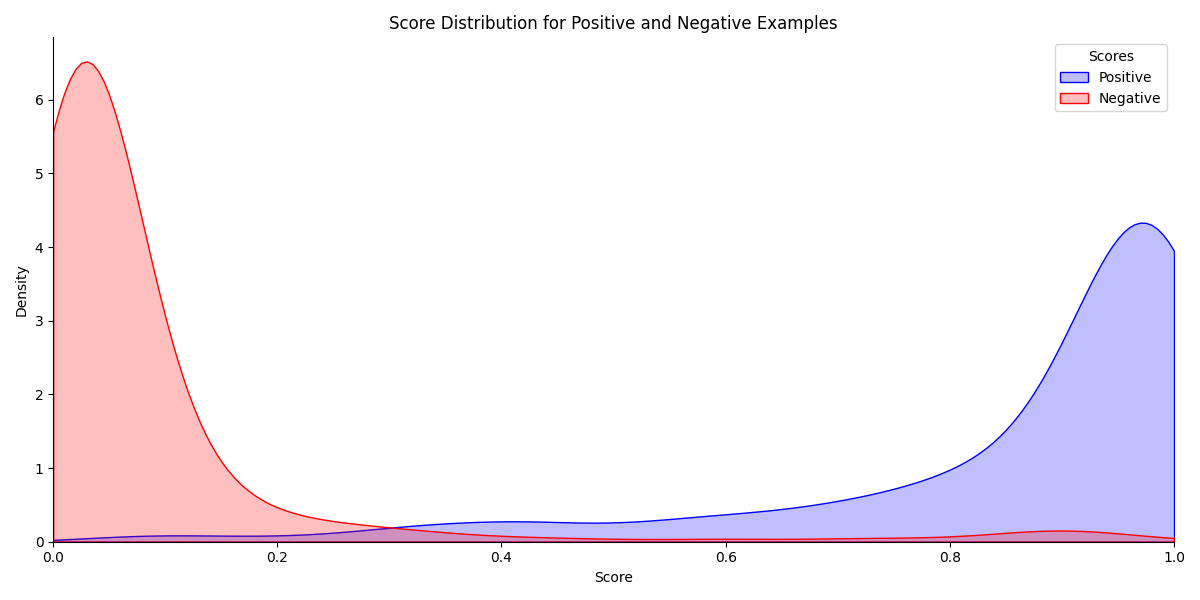 Score Distribution for Positive and Negative Examples
Scores
Positive
Negative
Density
6
5
4
3
2
1
0
0.0 0.2 0.4 0.6 0.8 1.0
Score